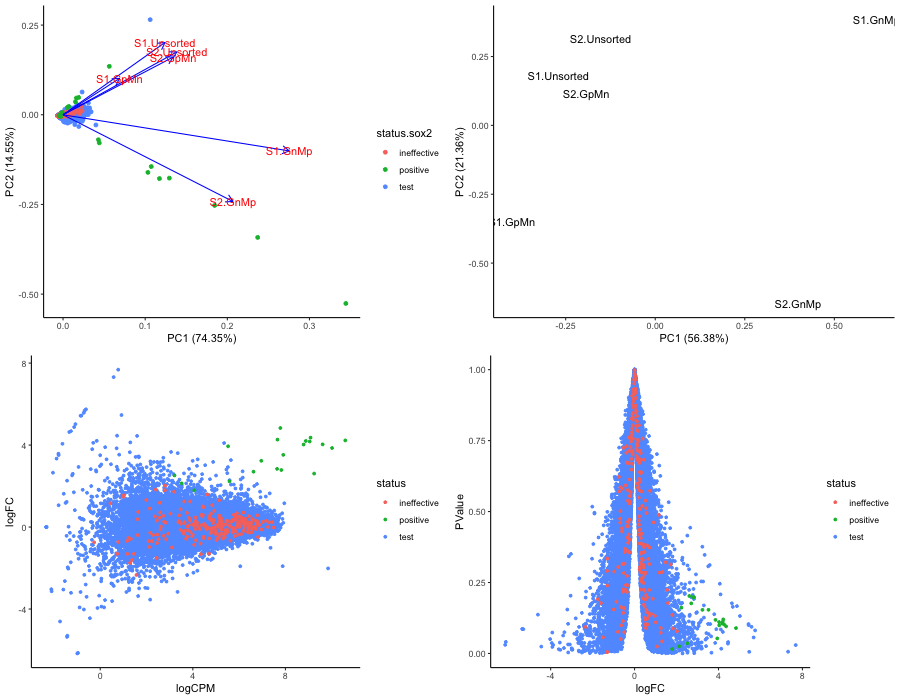 0.25
0.00
-0.25
-0.50
PC2 (14.55%)
0.0 0.1 0.2 0.3
PC1 (74.35%)
S1.Unsorted
S2.Unsorted
S2.GpMn
S1.GpMn
S1.GnMp
S2.GnMp
status.sox2
ineffective
positive
test
0.25
0.00
-0.25
-0.50
PC2 (21.36%)
-0.25 0.00 0.25 0.50
PC1 (56.38%)
S1.GnM
S2.Unsorted
S1.Unsorted
S2.GpMn
S1.GpMn
S2.GnMp
8
4
0
-4
logFC
0 4 8
logCPM
status
ineffective
positive
test
1.00
0.75
0.50
0.25
0.00
PValue
-4 0 4 8
logFC
status
ineffective
positive
test